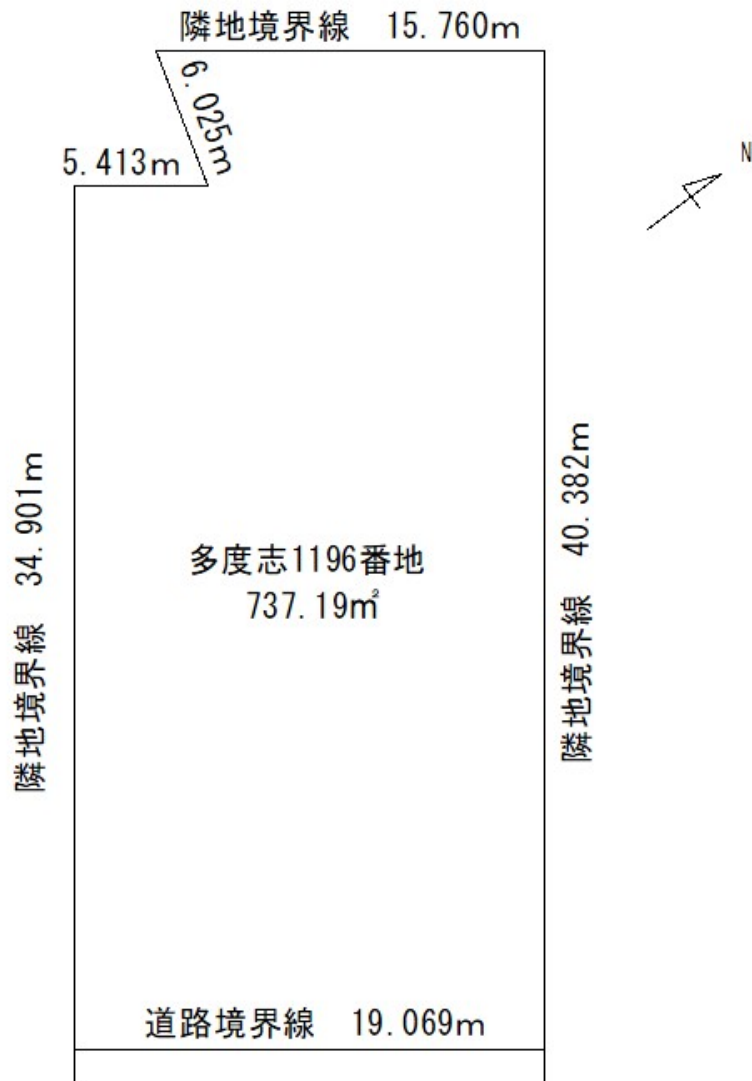 隣地境界線 15.760m
6.025m
5.413m
N
隣地境界線 34.901m
隣地境界線 40.382m
多度志1196番地
737.19㎡
道路境界線 19.069m